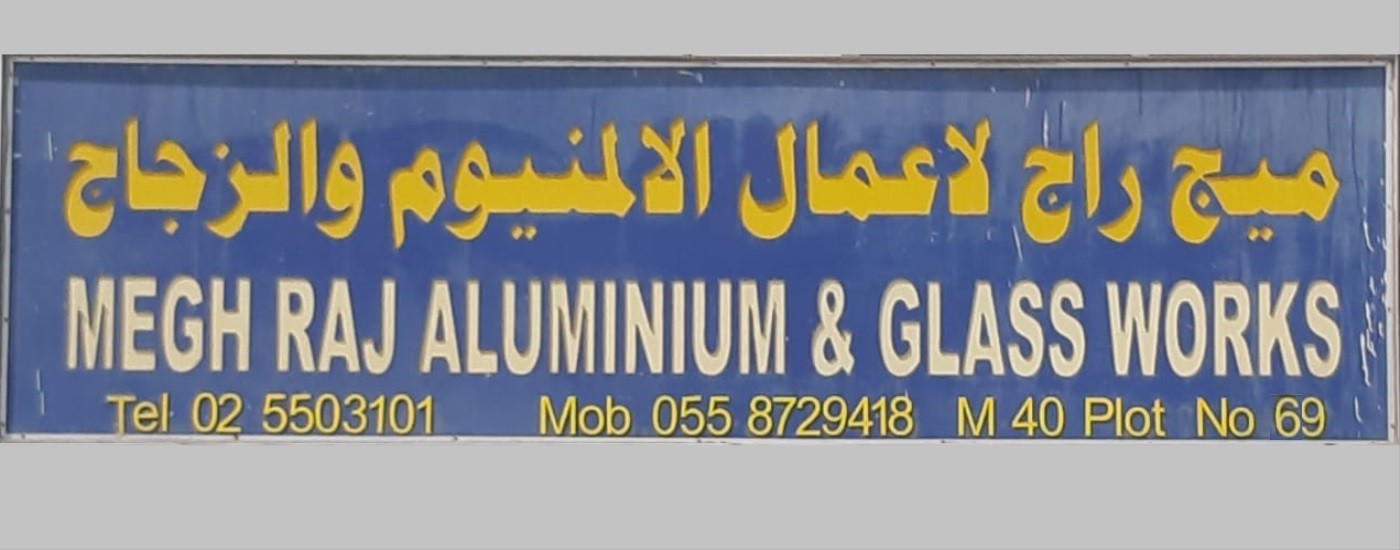 ميج راج لاعمال الالمنيوم والزجاج
MEGH RAJ ALUMINIUM & GLASS WORKS
Tel 02 5503101 Mob 055 8729418 M 40 Plot No 69